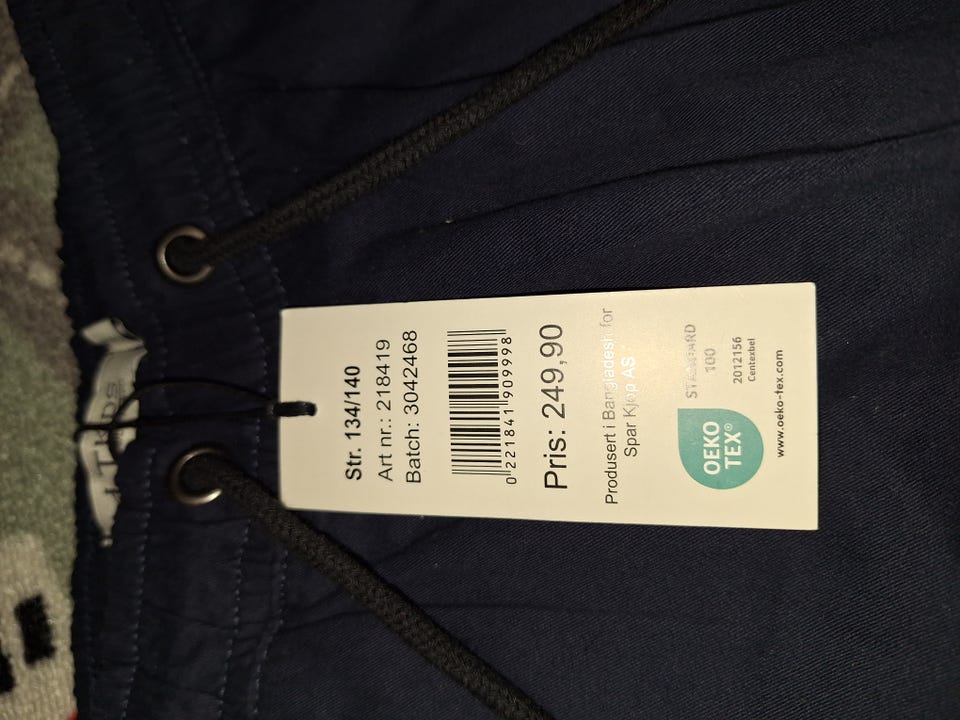 Str. 134/140
Art nr.: 218419
Batch: 3042468
0 221841 909998
Pris: 249,90
Produsert i Bangladesh for
Spar Kjøp AS
OEKO
TEX®
STANDARD
100
2012156
Centexbel
www.oeko-tex.com